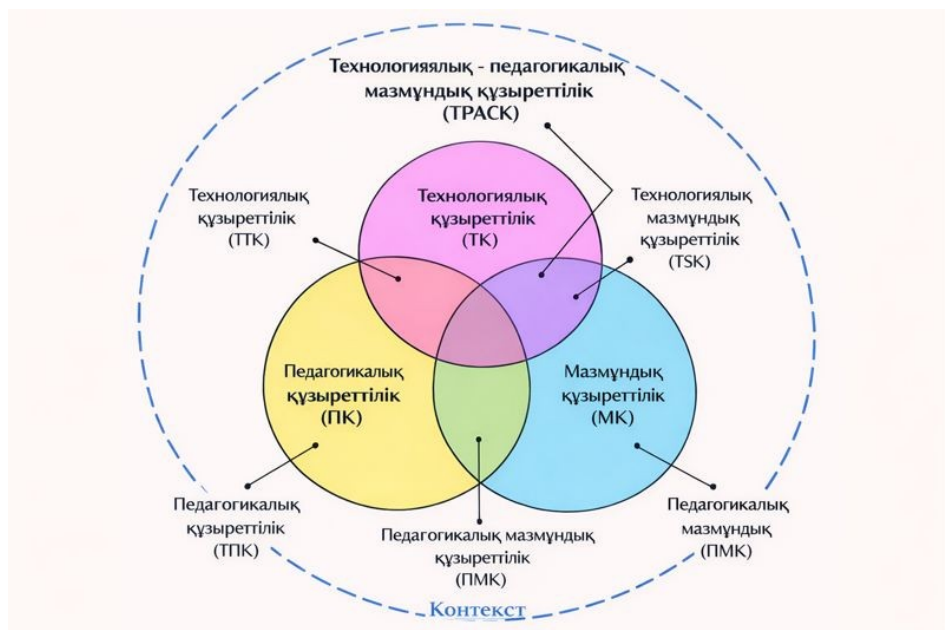 Технологияялық - педагогикалық
мазмұндық құзыреттілік
(TPACK)
Технологиялық
құзыреттілік
(ТТК)
Технологиялық
құзыреттілік
(ТК)
Технологиялық
мазмұндық
құзыреттілік
(TSK)
Педагогикалық
құзыреттілік
(ПК)
Мазмұндық
құзыреттілік
(МК)
Педагогикалық
құзыреттілік
(ТПК)
Педагогикалық мазмұндық
құзыреттілік
(ПМК)
Педагогикалық
мазмұндық
(ПМК)
Контекст